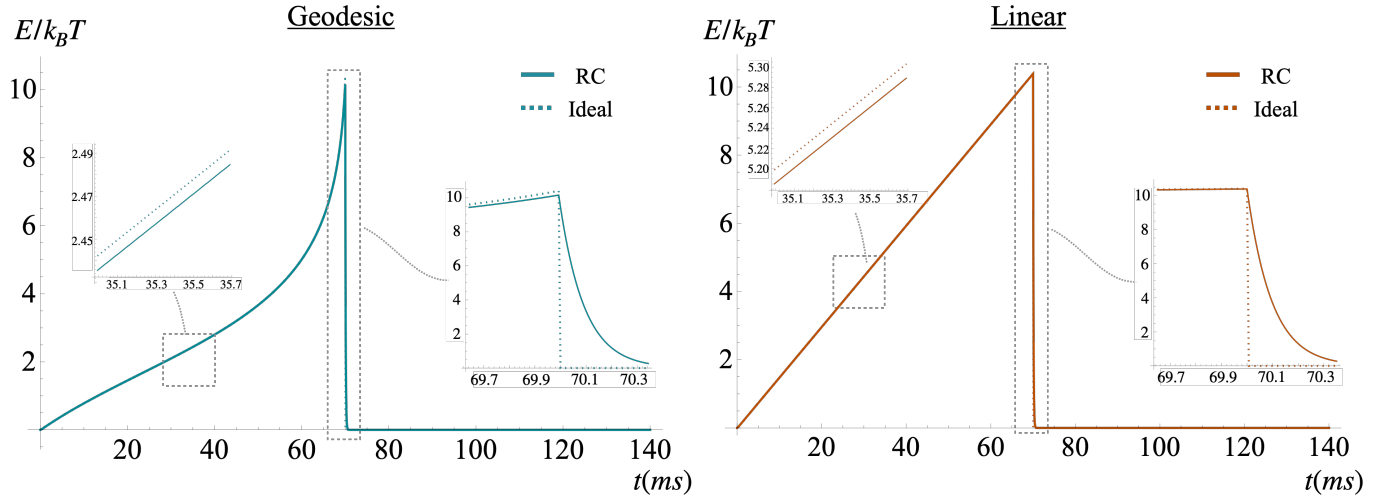 Geodesic
E/k_BT
10
8
6
4
2
20 40 60 80 100 120 140
t(ms)
RC
Ideal
2.49
2.47
2.45
35.1 35.3 35.5 35.7
10
8
6
4
2
69.7 69.9 70.1 70.3
Linear
E/k_BT
10
8
6
4
2
20 40 60 80 100 120 140
t(ms)
RC
Ideal
5.30
5.28
5.26
5.24
5.22
5.20
35.1 35.3 35.5 35.7
10
8
6
4
2
69.7 69.9 70.1 70.3